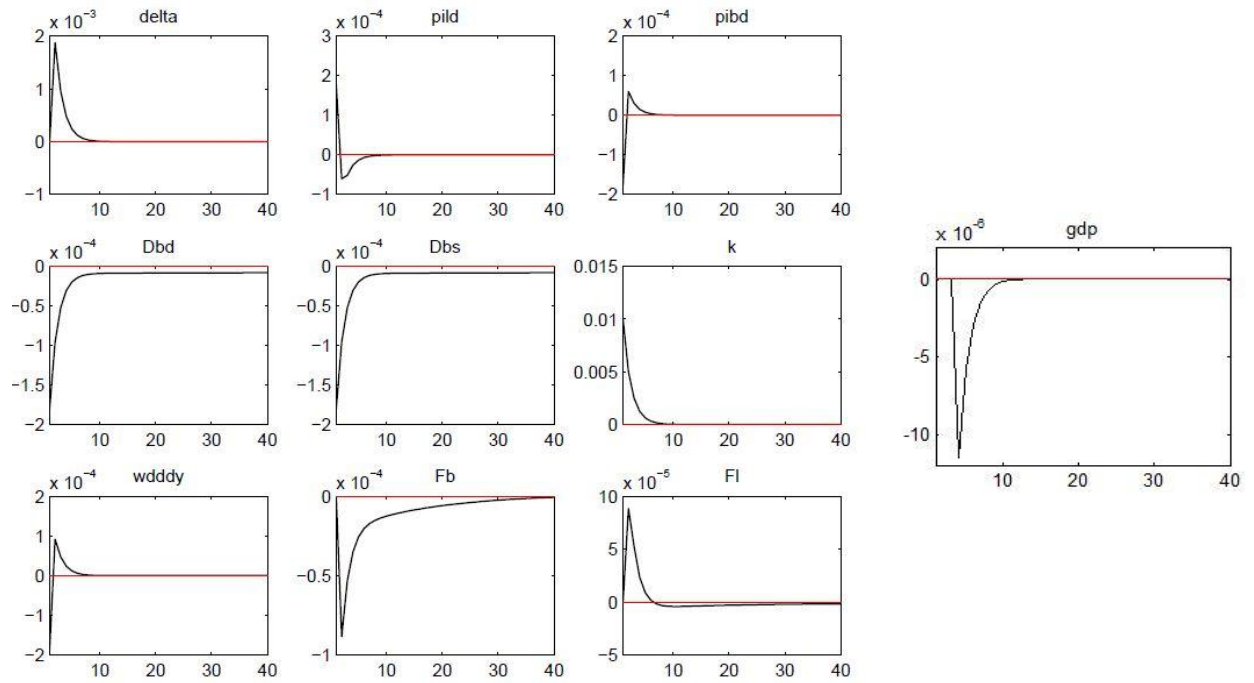 x 10⁻³ delta
2
1
0
−1
10 20 30 40
x 10⁻⁴ pild
3
2
1
0
−1
10 20 30 40
x 10⁻⁴ pibd
2
1
0
−1
−2
10 20 30 40
x 10⁻⁴ Dbd
0
−0.5
−1
−1.5
−2
10 20 30 40
x 10⁻⁴ Dbs
0
−0.5
−1
−1.5
−2
10 20 30 40
k
0.015
0.01
0.005
0
10 20 30 40
x 10⁻⁶ gdp
0
-5
-10
10 20 30 40
x 10⁻⁴ wdddy
2
1
0
−1
−2
10 20 30 40
x 10⁻⁴ Fb
0
−0.5
−1
10 20 30 40
x 10⁻⁵ Fl
10
5
0
−5
10 20 30 40